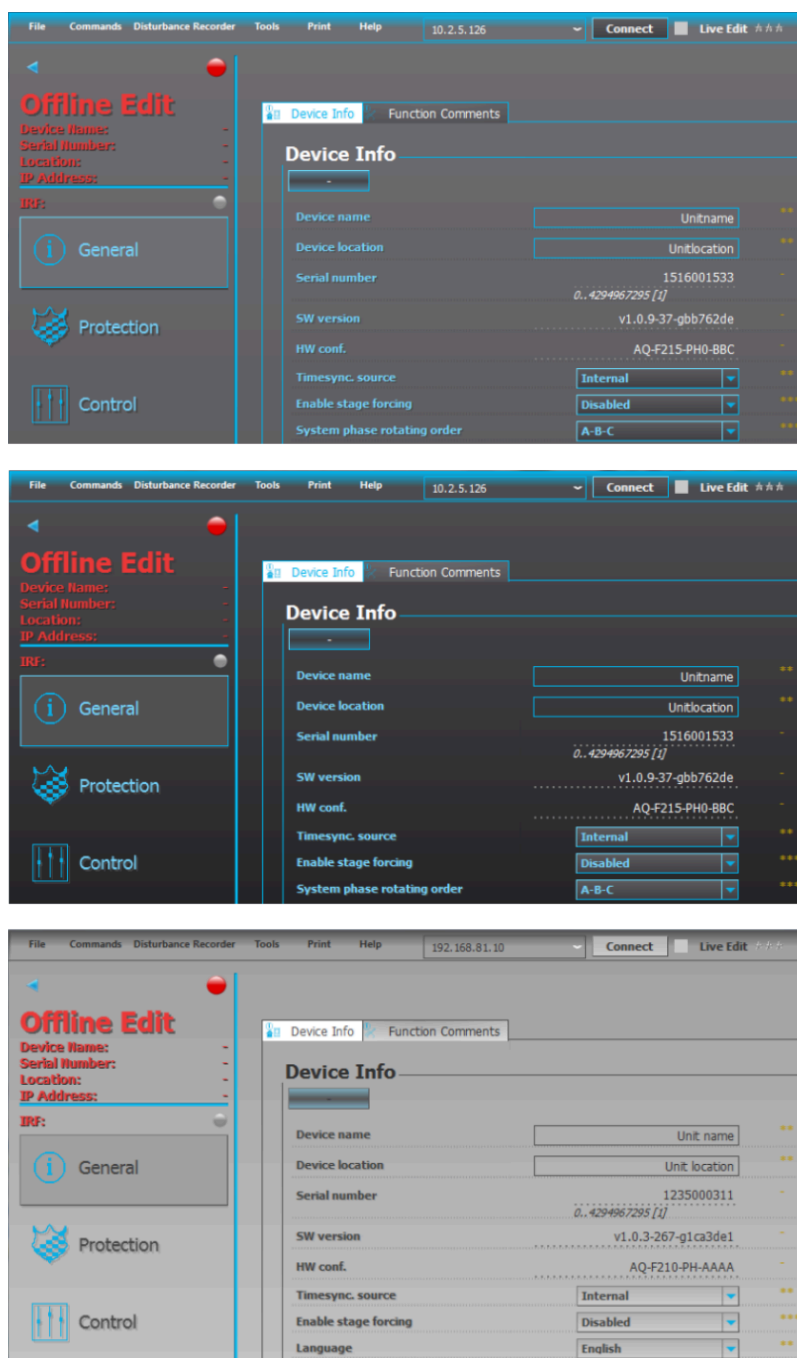 File Commands Disturbance Recorder Tools Print Help 10.2.5.126 Connect Live Edit
Offline Edit
Device Name: -
Serial Number: -
Location: -
IP Address: -
IRF:
General
Protection
Control
Device Info Function Comments
Device Info
-
Device name Unitname **
Device location Unitlocation **
Serial number 1516001533 -
0..4294967295 [1]
SW version v1.0.9-37-gbb762de -
HW conf. AQ-F215-PH0-BBC -
Timesync. source Internal **
Enable stage forcing Disabled ***
System phase rotating order A-B-C ***
File Commands Disturbance Recorder Tools Print Help 10.2.5.126 Connect Live Edit
Offline Edit
Device Name: -
Serial Number: -
Location: -
IP Address: -
IRF:
General
Protection
Control
Device Info Function Comments
Device Info
-
Device name Unitname **
Device location Unitlocation **
Serial number 1516001533 -
0..4294967295 [1]
SW version v1.0.9-37-gbb762de -
HW conf. AQ-F215-PH0-BBC -
Timesync. source Internal **
Enable stage forcing Disabled ***
System phase rotating order A-B-C ***
File Commands Disturbance Recorder Tools Print Help 192.168.81.10 Connect Live Edit
Offline Edit
Device Name: -
Serial Number: -
Location: -
IP Address: -
IRF:
General
Protection
Control
Device Info Function Comments
Device Info
-
Device name Unit name **
Device location Unit location **
Serial number 1235000311 -
0..4294967295 [1]
SW version v1.0.3-267-g1ca3de1 -
HW conf. AQ-F210-PH-AAAA -
Timesync. source Internal **
Enable stage forcing Disabled ***
Language English **